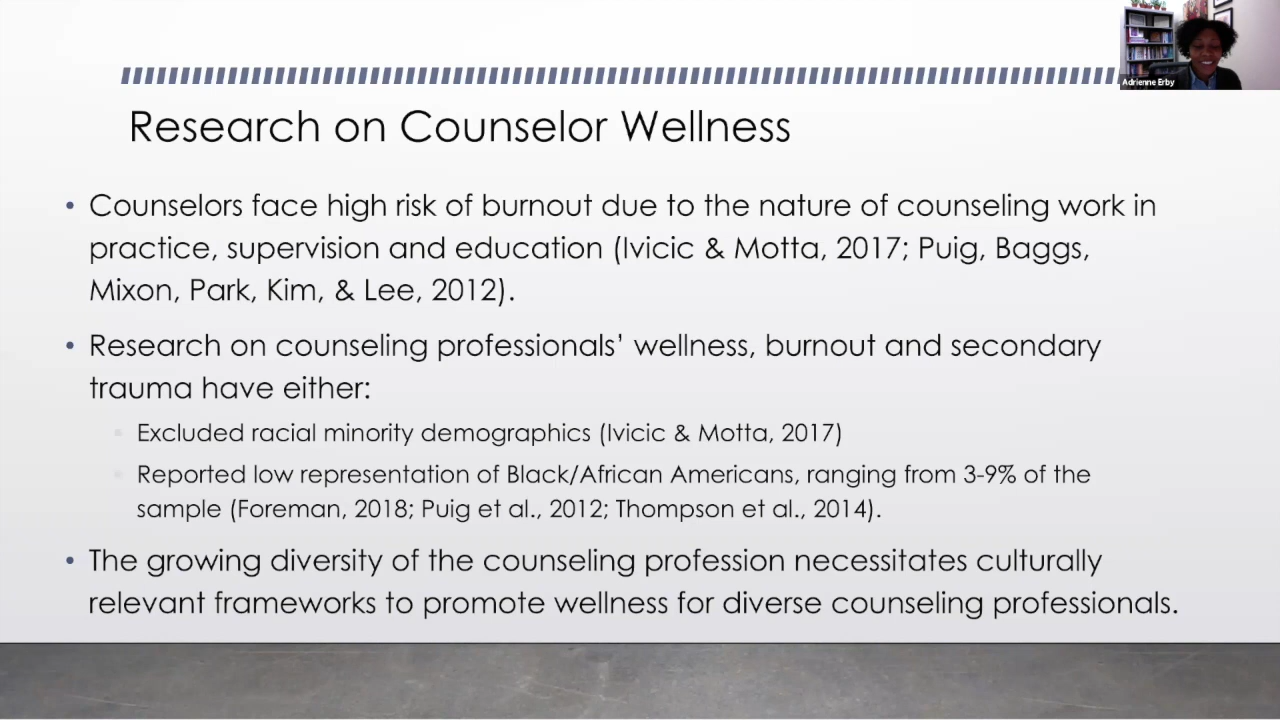 Adrienne Erby
Research on Counselor Wellness
• Counselors face high risk of burnout due to the nature of counseling work in
practice, supervision and education (Ivicic & Motta, 2017; Puig, Baggs,
Mixon, Park, Kim, & Lee, 2012).
• Research on counseling professionals’ wellness, burnout and secondary
trauma have either:
▪ Excluded racial minority demographics (Ivicic & Motta, 2017)
▪ Reported low representation of Black/African Americans, ranging from 3-9% of the
sample (Foreman, 2018; Puig et al., 2012; Thompson et al., 2014).
• The growing diversity of the counseling profession necessitates culturally
relevant frameworks to promote wellness for diverse counseling professionals.